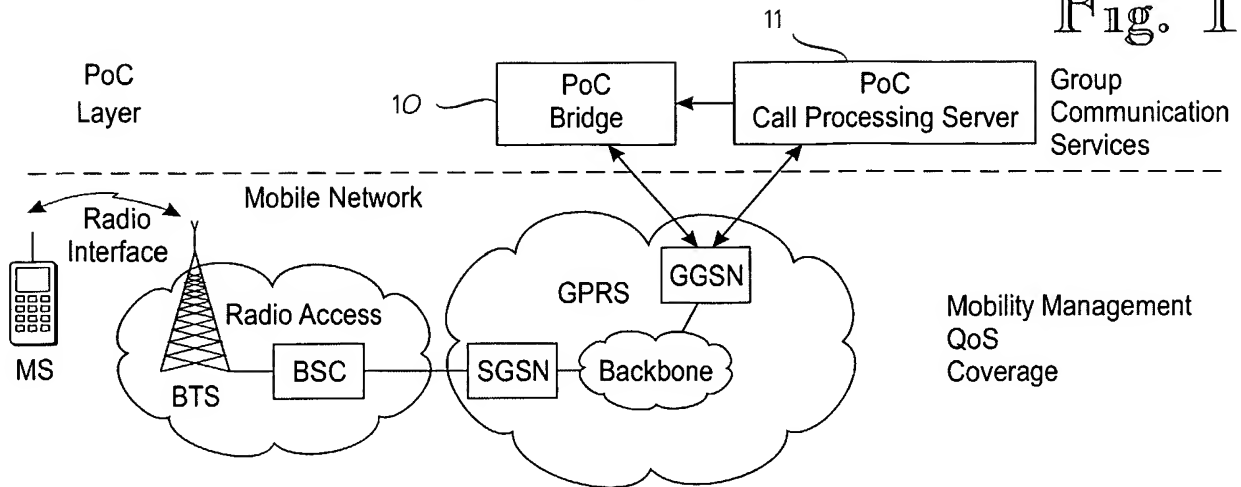 Fig. 1
11
PoC
Layer
10
PoC
Bridge
PoC
Call Processing Server
Group
Communication
Services
Mobile Network
Radio
Interface
GGSN
GPRS
Radio Access
Mobility Management
QoS
Coverage
MS
BTS
BSC
SGSN
Backbone